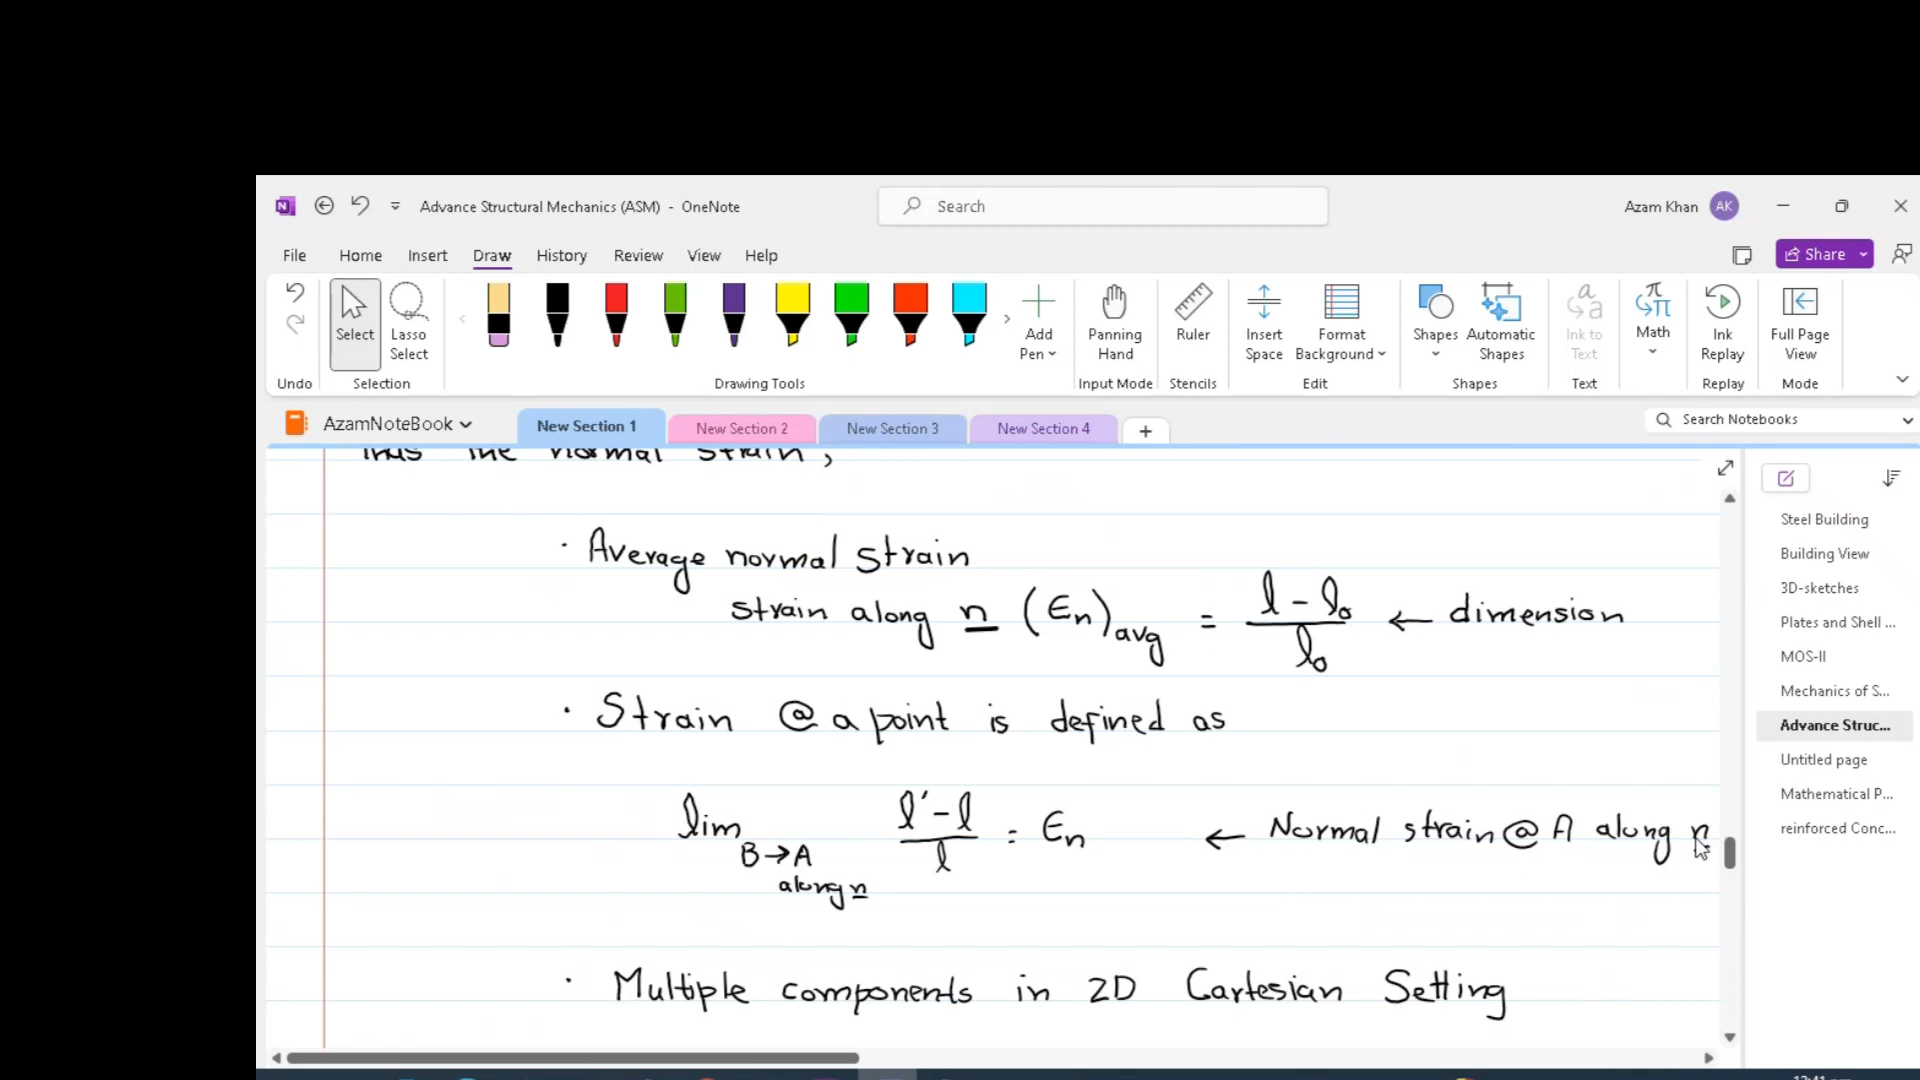 Advance Structural Mechanics (ASM) - OneNote
Search
Azam Khan AK
File Home Insert Draw History Review View Help
Share
Select
Lasso Select
Add Pen
Panning Hand
Ruler
Insert Space
Format Background
Shapes
Automatic Shapes
Ink to Text
Math
Ink Replay
Full Page View
Undo Selection Drawing Tools Input Mode Stencils Edit Shapes Text Replay Mode
AzamNoteBook
New Section 1 New Section 2 New Section 3 New Section 4 +
Search Notebooks
thus the normal strain,
· Average normal strain
strain along n (ϵn)avg = (l - l₀)/l₀ ← dimension
· Strain @ a point is defined as
lim B→A along n (l' - l)/l = ϵn ← Normal strain @ A along n
· Multiple components in 2D Cartesian Setting
Steel Building
Building View
3D-sketches
Plates and Shell ...
MOS-II
Mechanics of S...
Advance Struc...
Untitled page
Mathematical P...
reinforced Conc...